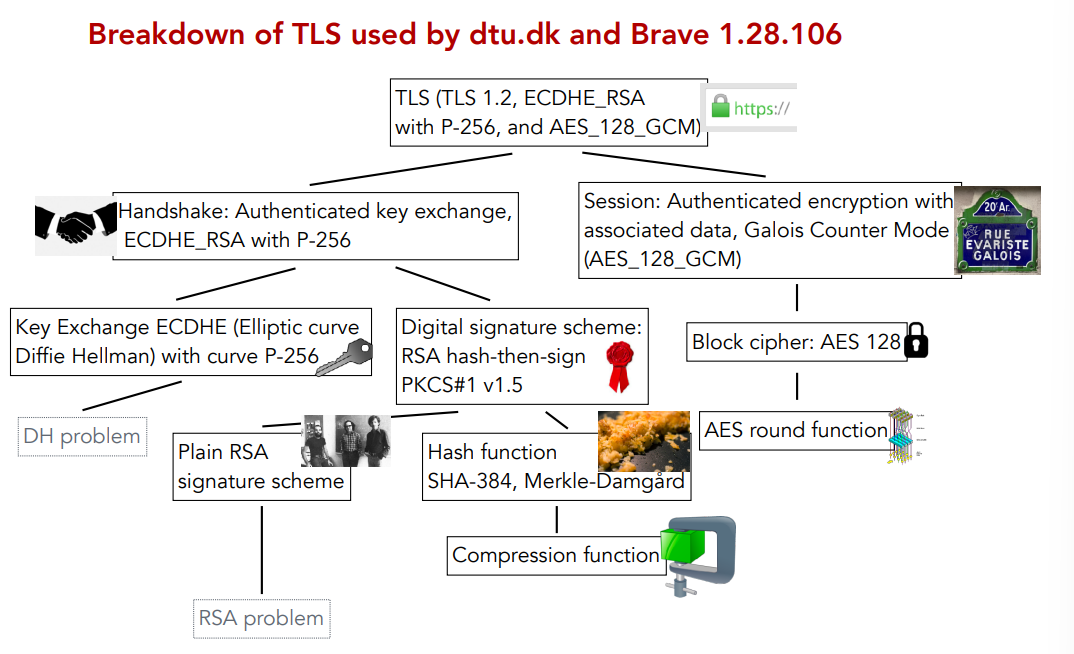 Breakdown of TLS used by dtu.dk and Brave 1.28.106
TLS (TLS 1.2, ECDHE_RSA
with P-256, and AES_128_GCM)
https://
Handshake: Authenticated key exchange,
ECDHE_RSA with P-256
Session: Authenticated encryption with
associated data, Galois Counter Mode
(AES_128_GCM)
20e Ar.
RUE
EVARISTE
GALOIS
Key Exchange ECDHE (Elliptic curve
Diffie Hellman) with curve P-256
Digital signature scheme:
RSA hash-then-sign
PKCS#1 v1.5
Block cipher: AES 128
DH problem
Plain RSA
signature scheme
Hash function
SHA-384, Merkle-Damgård
AES round function
Compression function
RSA problem